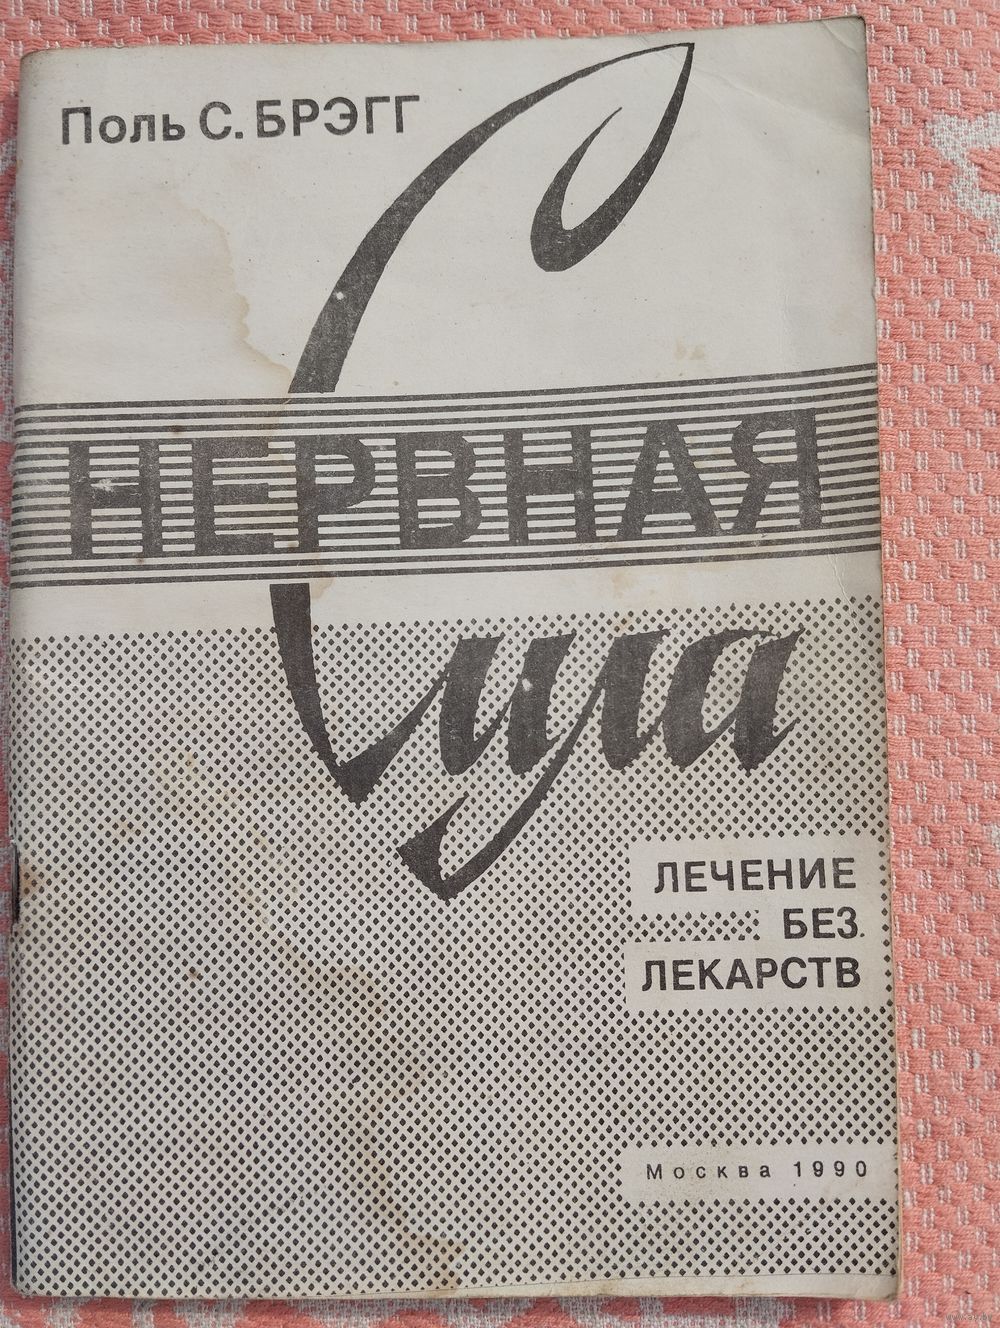 Поль С. БРЭГГ
НЕРВНАЯ
Сила
ЛЕЧЕНИЕ
БЕЗ
ЛЕКАРСТВ
Москва 1990